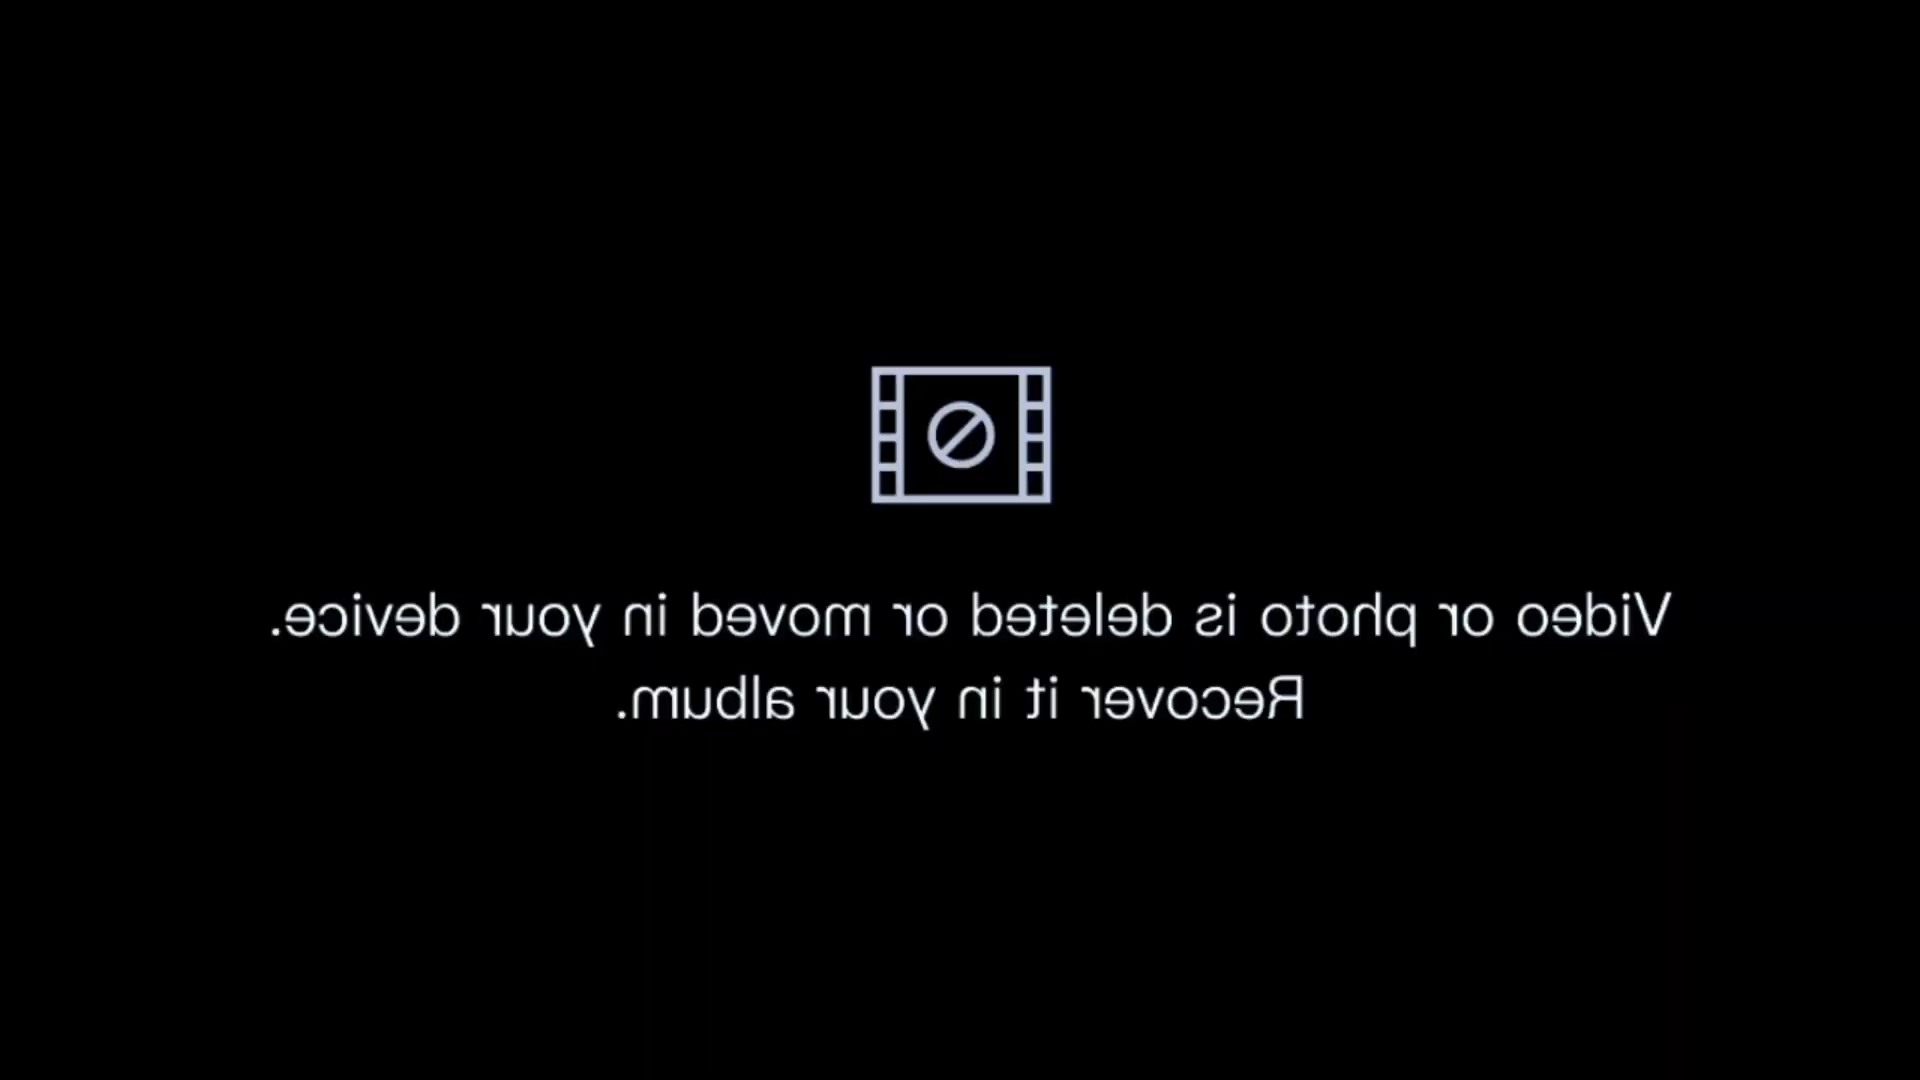 Video or photo is deleted or moved in your device.
Recover it in your album.